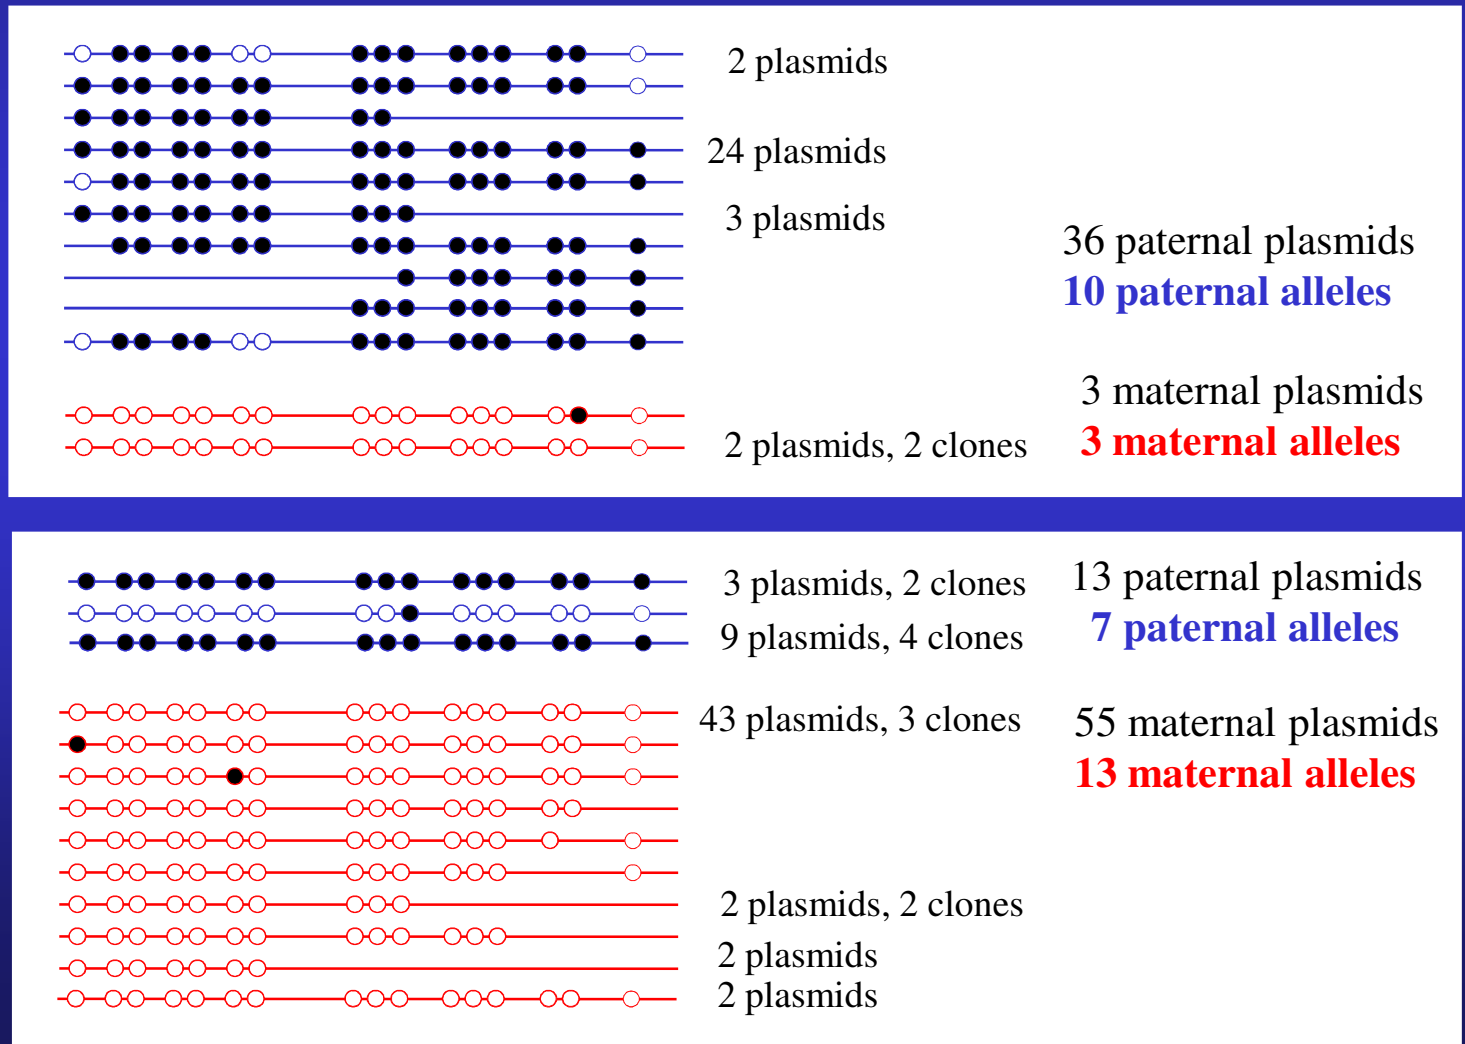 2 plasmids
24 plasmids
3 plasmids
36 paternal plasmids
10 paternal alleles
3 maternal plasmids
3 maternal alleles
2 plasmids, 2 clones
3 plasmids, 2 clones
9 plasmids, 4 clones
13 paternal plasmids
7 paternal alleles
43 plasmids, 3 clones
55 maternal plasmids
13 maternal alleles
2 plasmids, 2 clones
2 plasmids
2 plasmids